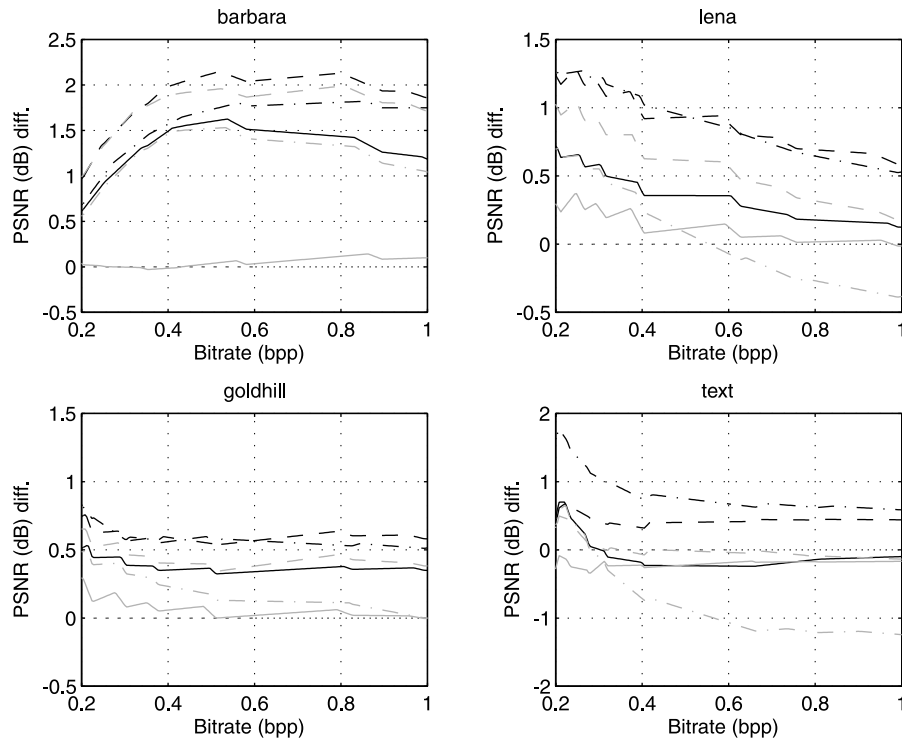 barbara
2.5
2
1.5
1
0.5
0
-0.5
PSNR (dB) diff.
0.2 0.4 0.6 0.8 1
Bitrate (bpp)
lena
1.5
1
0.5
0
-0.5
PSNR (dB) diff.
0.2 0.4 0.6 0.8 1
Bitrate (bpp)
goldhill
1.5
1
0.5
0
-0.5
PSNR (dB) diff.
0.2 0.4 0.6 0.8 1
Bitrate (bpp)
text
2
1
0
-1
-2
PSNR (dB) diff.
0.2 0.4 0.6 0.8 1
Bitrate (bpp)